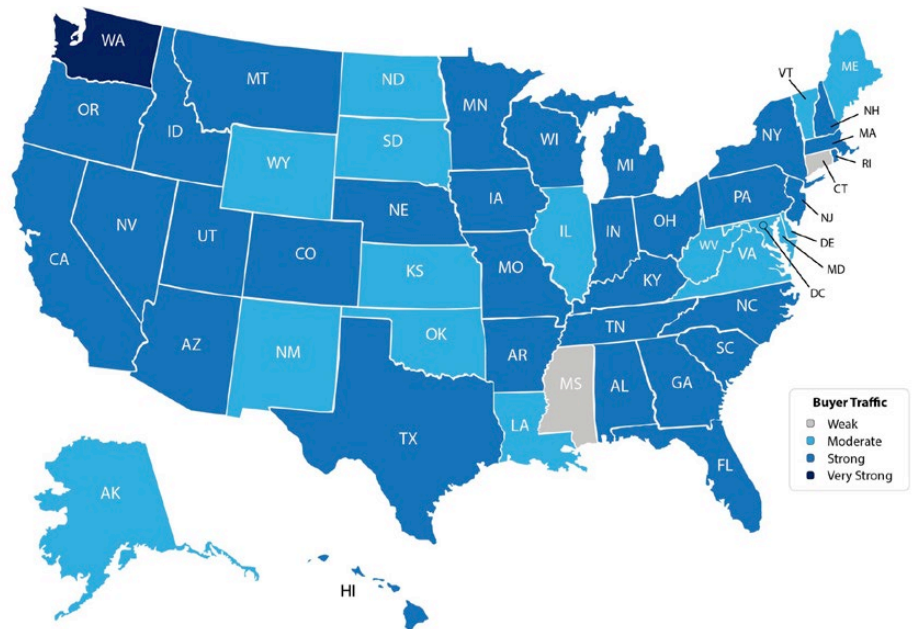 WA
MT
ND
MN
OR
ID
WY
SD
WI
MI
NY
VT
ME
NH
MA
RI
CT
NV
UT
CO
NE
IA
IL
IN
OH
PA
NJ
DE
MD
DC
CA
KS
MO
KY
WV
VA
AZ
NM
OK
AR
TN
NC
SC
TX
LA
MS
AL
GA
FL
AK
HI
Buyer Traffic
Weak
Moderate
Strong
Very Strong